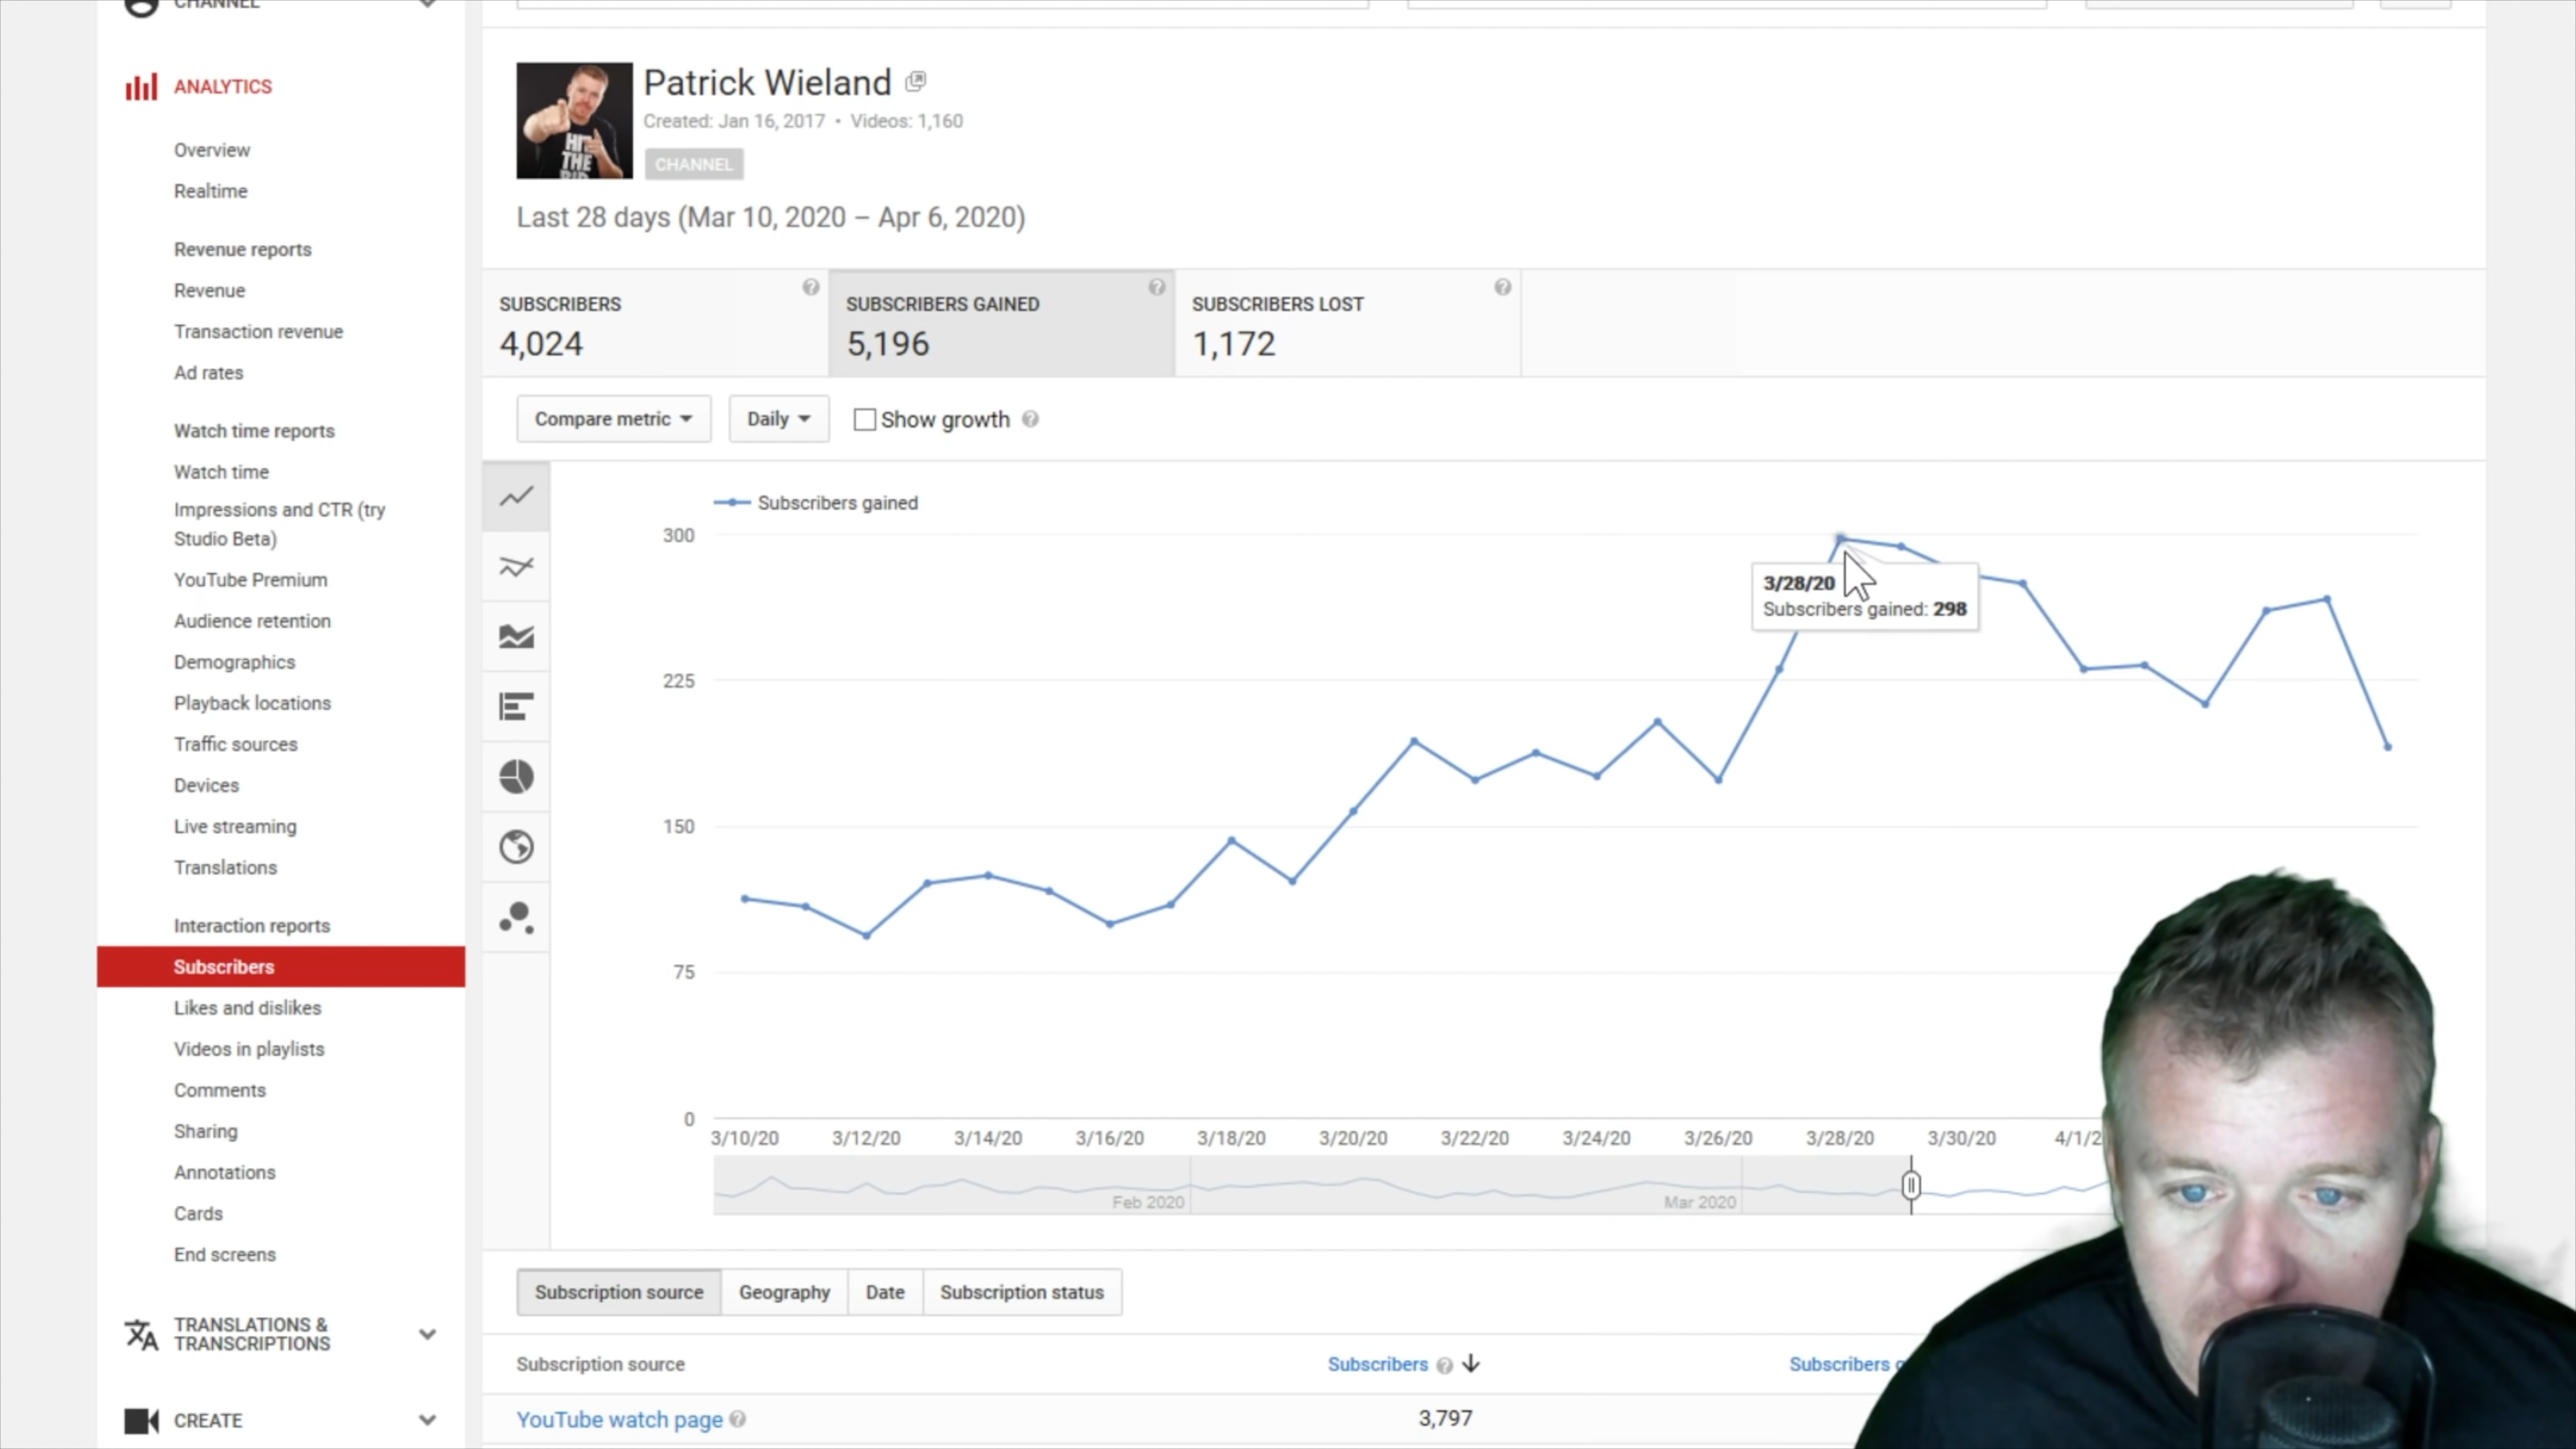 CHANNEL
ANALYTICS
Overview
Realtime
Revenue reports
Revenue
Transaction revenue
Ad rates
Watch time reports
Watch time
Impressions and CTR (try
Studio Beta)
YouTube Premium
Audience retention
Demographics
Playback locations
Traffic sources
Devices
Live streaming
Translations
Interaction reports
Subscribers
Likes and dislikes
Videos in playlists
Comments
Sharing
Annotations
Cards
End screens
TRANSLATIONS &
TRANSCRIPTIONS
CREATE
Patrick Wieland
Created: Jan 16, 2017 • Videos: 1,160
CHANNEL
HIT
THE
BID
Last 28 days (Mar 10, 2020 – Apr 6, 2020)
SUBSCRIBERS
4,024
SUBSCRIBERS GAINED
5,196
SUBSCRIBERS LOST
1,172
Compare metric
Daily
Show growth
Subscribers gained
300
225
150
75
0
3/28/20
Subscribers gained: 298
3/10/20 3/12/20 3/14/20 3/16/20 3/18/20 3/20/20 3/22/20 3/24/20 3/26/20 3/28/20 3/30/20 4/1/2
Feb 2020 Mar 2020
Subscription source Geography Date Subscription status
Subscription source Subscribers Subscribers
YouTube watch page 3,797